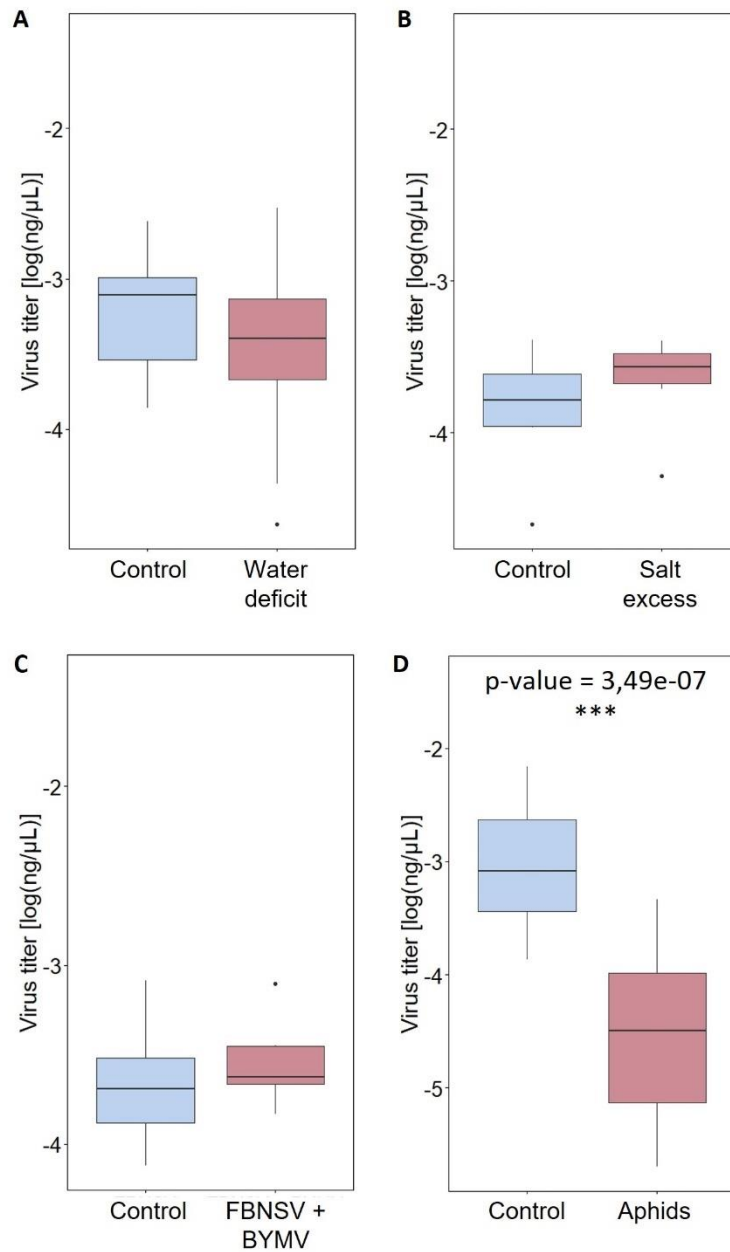 A
Virus titer [log(ng/µL)]
-2
-3
-4
Control
Water
deficit
B
Virus titer [log(ng/µL)]
-2
-3
-4
Control
Salt
excess
C
Virus titer [log(ng/µL)]
-2
-3
-4
Control
FBNSV +
BYMV
D
p-value = 3,49e-07
***
Virus titer [log(ng/µL)]
-2
-3
-4
-5
Control
Aphids